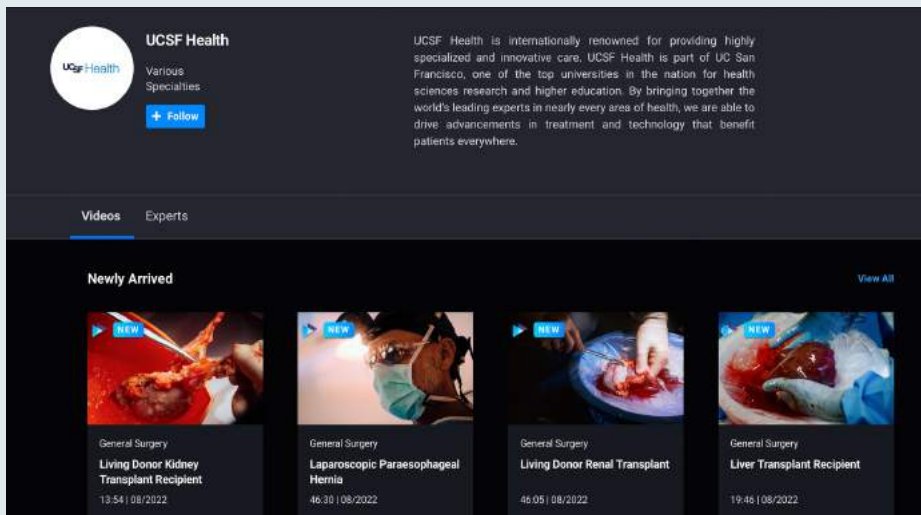 UCSF Health
UCSF Health
Various
Specialties
+ Follow
UCSF Health is internationally renowned for providing highly
specialized and innovative care. UCSF Health is part of UC San
Francisco, one of the top universities in the nation for health
sciences research and higher education. By bringing together the
world's leading experts in nearly every area of health, we are able to
drive advancements in treatment and technology that benefit
patients everywhere.
Videos
Experts
Newly Arrived
View All
NEW
General Surgery
Living Donor Kidney
Transplant Recipient
13:54 | 08/2022
NEW
General Surgery
Laparoscopic Paraesophageal
Hernia
46:30 | 08/2022
NEW
General Surgery
Living Donor Renal Transplant
46:05 | 08/2022
NEW
General Surgery
Liver Transplant Recipient
19:46 | 08/2022